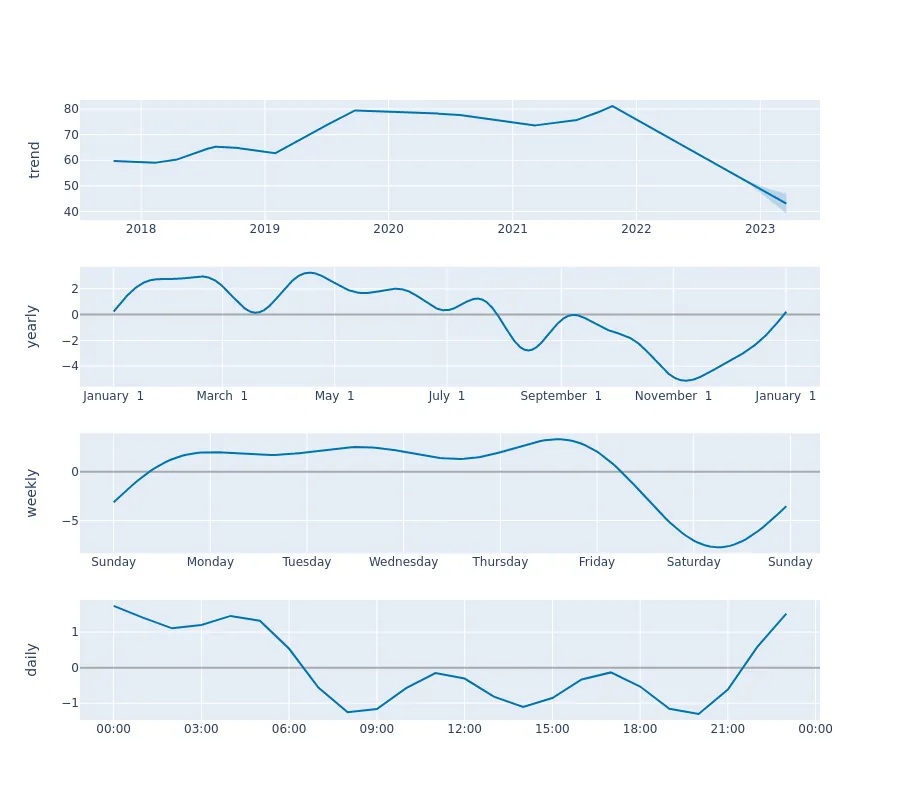 80
70
60
50
40
trend
2018 2019 2020 2021 2022 2023
2
0
−2
−4
yearly
January 1 March 1 May 1 July 1 September 1 November 1 January 1
0
−5
weekly
Sunday Monday Tuesday Wednesday Thursday Friday Saturday Sunday
1
0
−1
daily
00:00 03:00 06:00 09:00 12:00 15:00 18:00 21:00 00:00